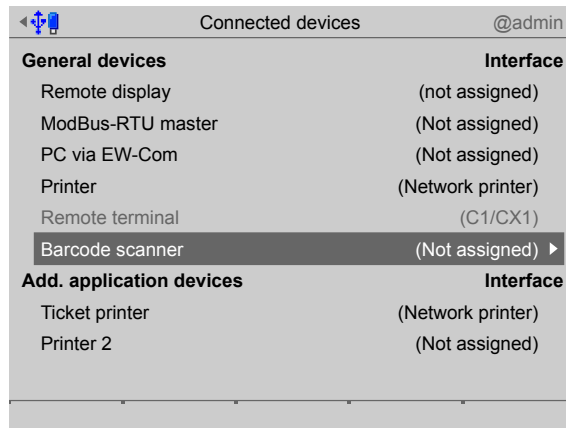 Connected devices @admin
General devices Interface
Remote display (not assigned)
ModBus-RTU master (Not assigned)
PC via EW-Com (Not assigned)
Printer (Network printer)
Remote terminal (C1/CX1)
Barcode scanner (Not assigned)
Add. application devices Interface
Ticket printer (Network printer)
Printer 2 (Not assigned)